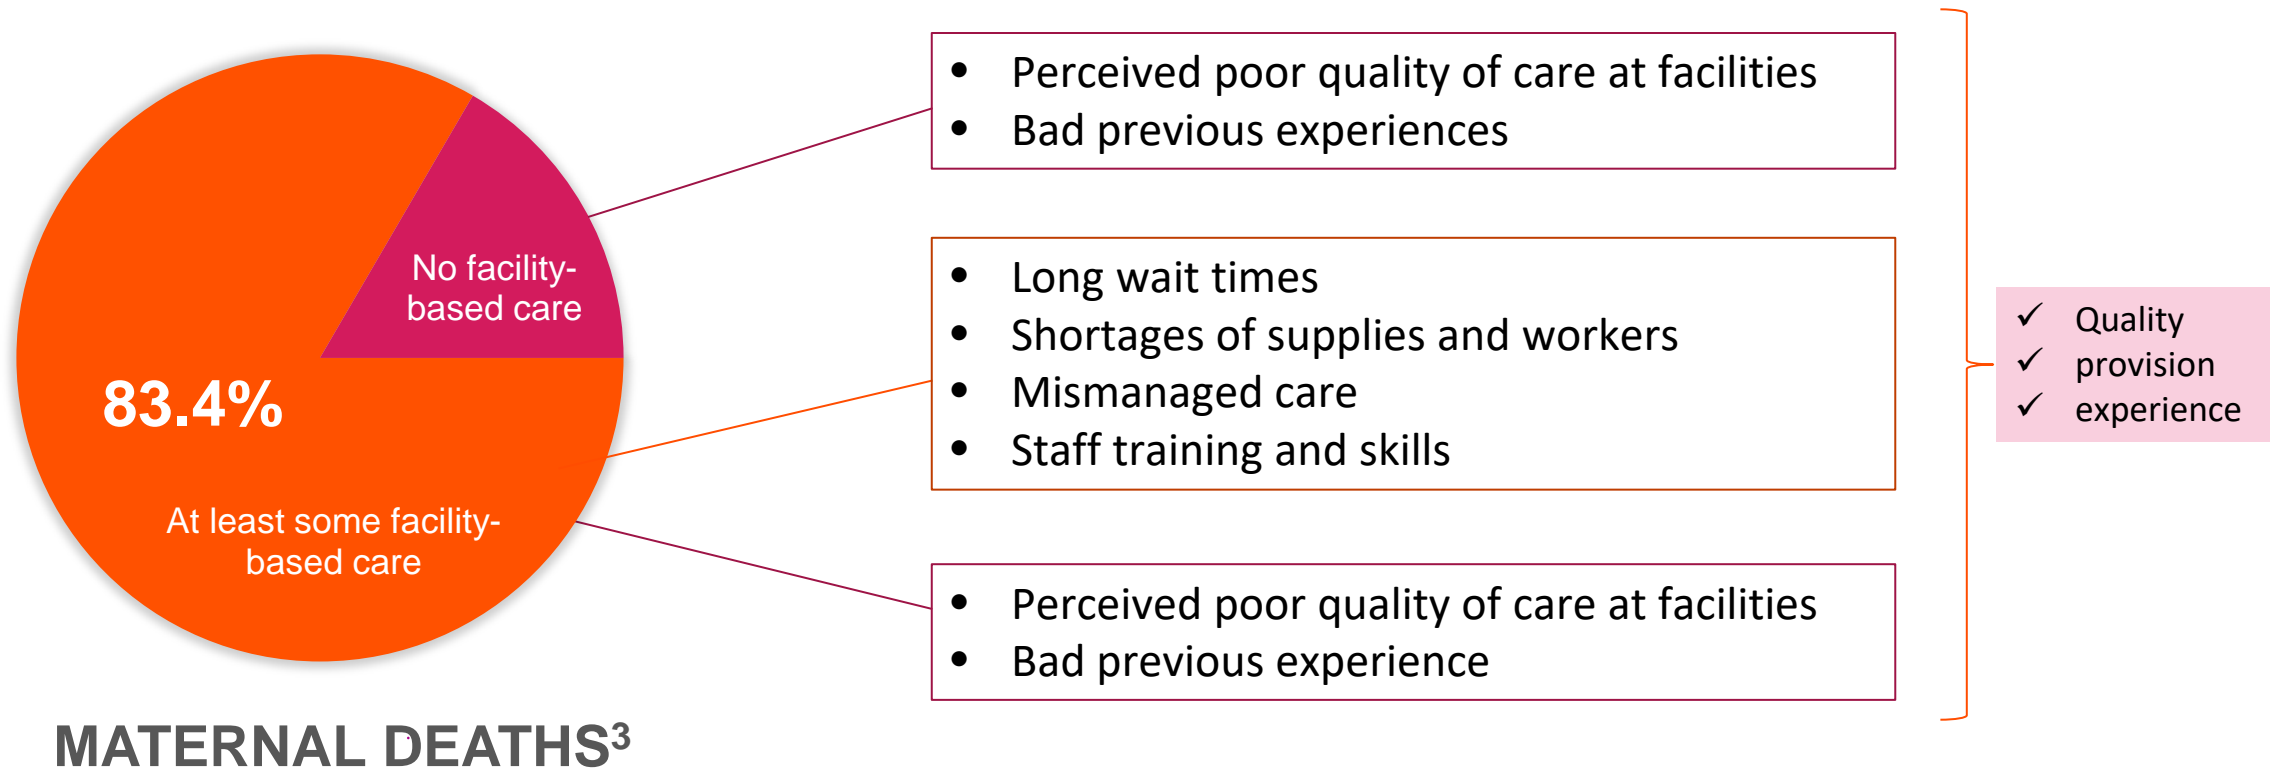 No facility-
based care
83.4%
At least some facility-
based care
MATERNAL DEATHS³
• Perceived poor quality of care at facilities
• Bad previous experiences
• Long wait times
• Shortages of supplies and workers
• Mismanaged care
• Staff training and skills
• Perceived poor quality of care at facilities
• Bad previous experience
✓ Quality
✓ provision
✓ experience